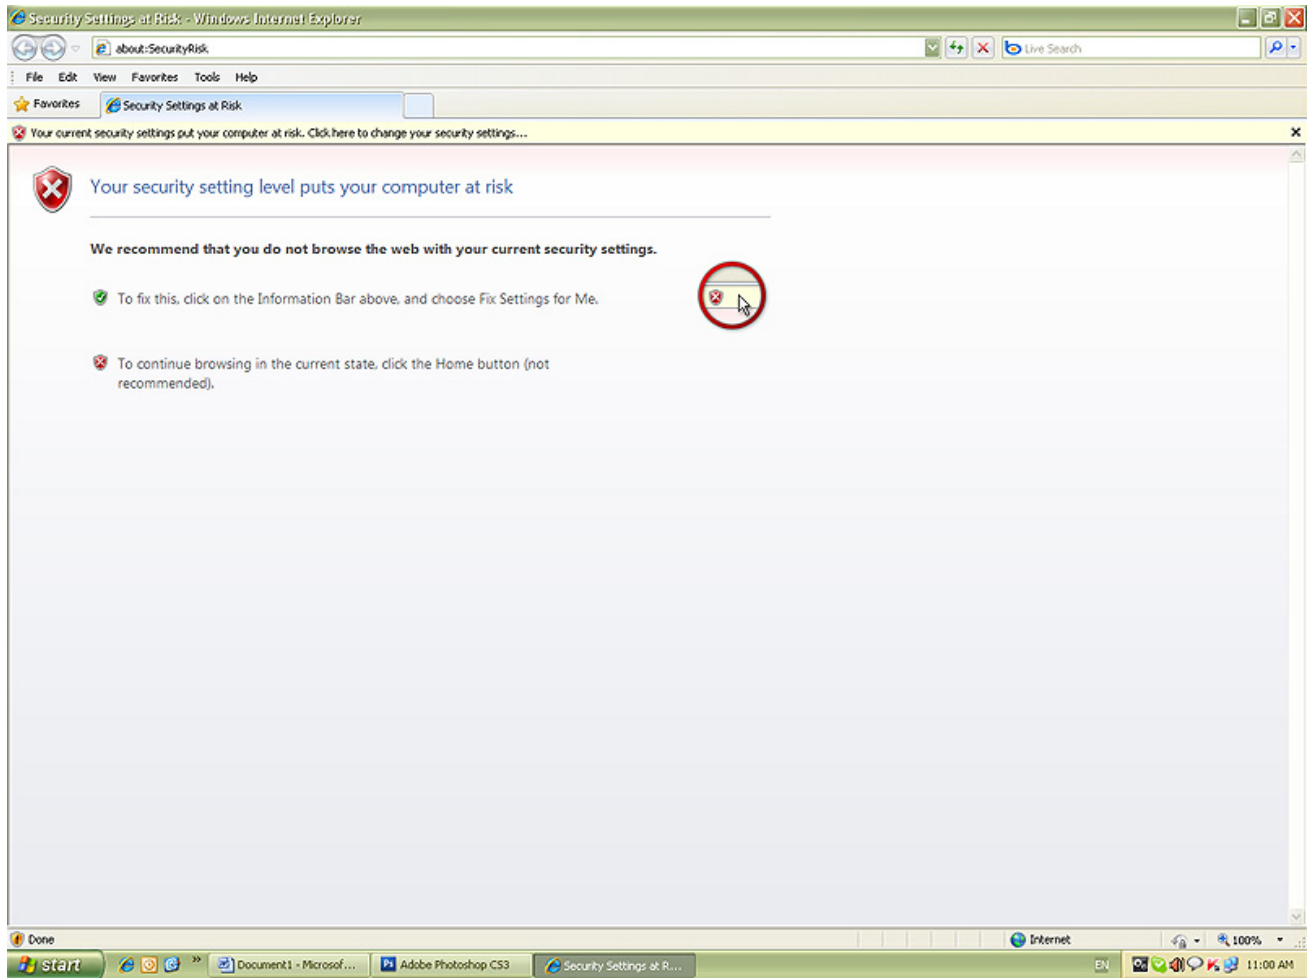 Security Settings at Risk - Windows Internet Explorer
about:SecurityRisk
Live Search
File Edit View Favorites Tools Help
Favorites
Security Settings at Risk
Your current security settings put your computer at risk. Click here to change your security settings...
Your security setting level puts your computer at risk
We recommend that you do not browse the web with your current security settings.
To fix this, click on the Information Bar above, and choose Fix Settings for Me.
To continue browsing in the current state, click the Home button (not
recommended).
Done
Internet
100%
start
Document1 - Microsof...
Adobe Photoshop CS3
Security Settings at R...
EN
11:00 AM